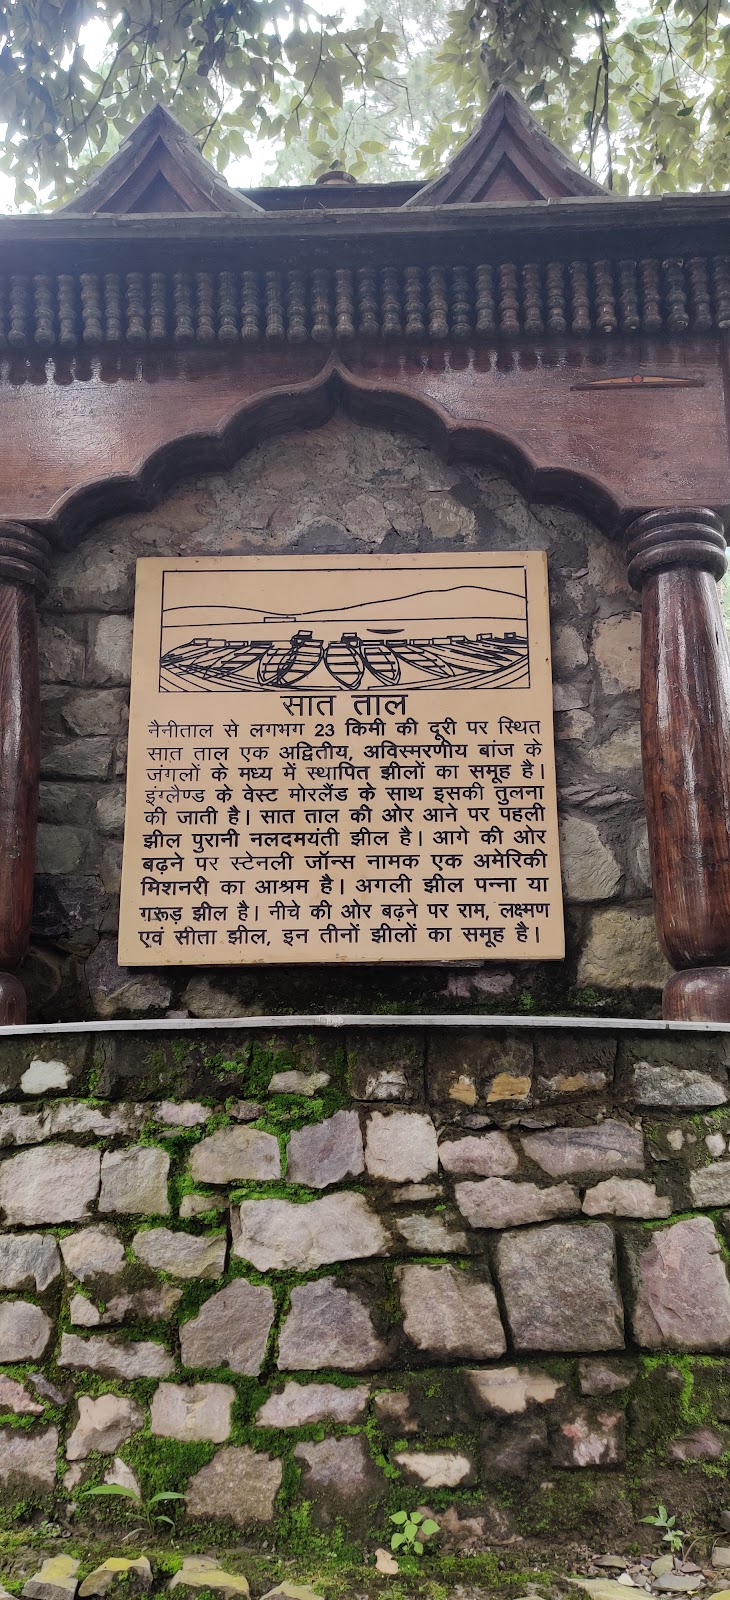 सात ताल
नैनीताल से लगभग 23 किमी की दूरी पर स्थित
सात ताल एक अद्वितीय, अविस्मरणीय बांज के
जंगलों के मध्य में स्थापित झीलों का समूह है।
इंग्लैण्ड के वेस्ट मोरलैंड के साथ इसकी तुलना
की जाती है। सात ताल की ओर आने पर पहली
झील पुरानी नलदमयंती झील है। आगे की ओर
बढ़ने पर स्टेनली जॉन्स नामक एक अमेरिकी
मिशनरी का आश्रम है। अगली झील पन्ना या
गरूड़ झील है। नीचे की ओर बढ़ने पर राम, लक्ष्मण
एवं सीता झील, इन तीनों झीलों का समूह है।